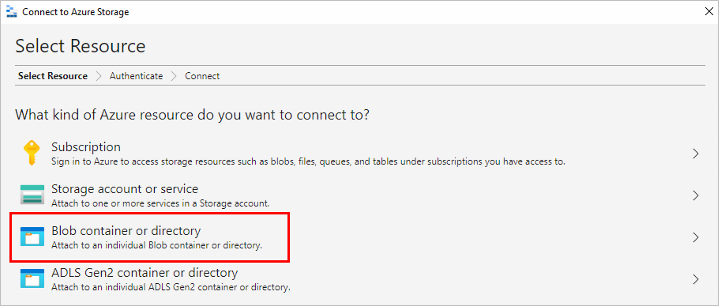 Connect to Azure Storage
Select Resource
Select Resource Authenticate Connect
What kind of Azure resource do you want to connect to?
Subscription
Sign in to Azure to access storage resources such as blobs, files, queues, and tables under subscriptions you have access to.
Storage account or service
Attach to one or more services in a Storage account.
Blob container or directory
Attach to an individual Blob container or directory.
ADLS Gen2 container or directory
Attach to an individual ADLS Gen2 container or directory.